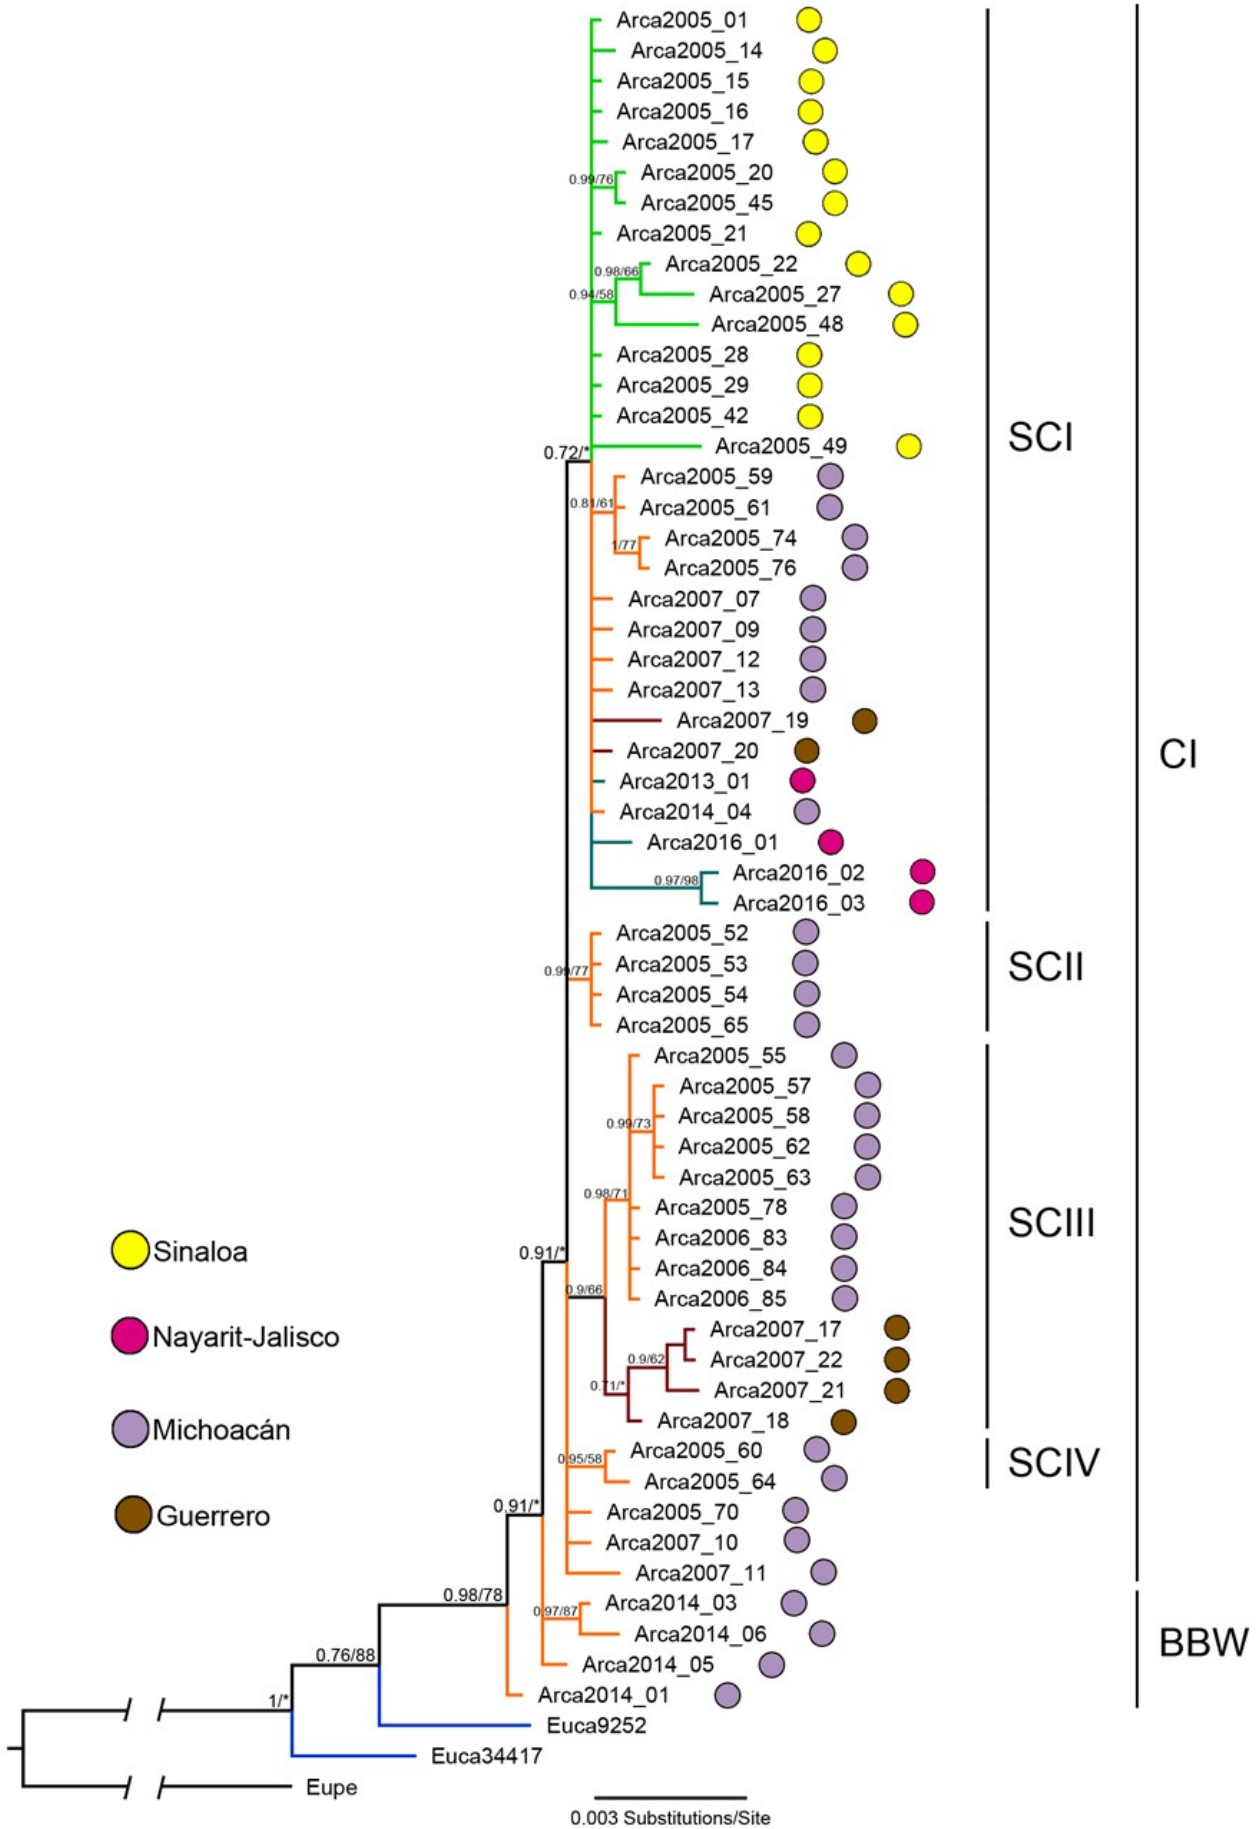 Arca2005_01
Arca2005_14
Arca2005_15
Arca2005_16
Arca2005_17
Arca2005_20
0.99/76
Arca2005_45
Arca2005_21
Arca2005_22
0.98/66
Arca2005_27
0.94/58
Arca2005_48
Arca2005_28
Arca2005_29
Arca2005_42
SCI
Arca2005_49
0.72/*
Arca2005_59
0.81/61
Arca2005_61
Arca2005_74
1/77
Arca2005_76
Arca2007_07
Arca2007_09
Arca2007_12
Arca2007_13
Arca2007_19
Arca2007_20
CI
Arca2013_01
Arca2014_04
Arca2016_01
Arca2016_02
0.97/98
Arca2016_03
Arca2005_52
Arca2005_53
SCII
0.99/77
Arca2005_54
Arca2005_65
Arca2005_55
Arca2005_57
Arca2005_58
0.99/73
Arca2005_62
Arca2005_63
0.98/71
Arca2005_78
SCIII
Arca2006_83
Sinaloa
0.91/*
Arca2006_84
0.9/66
Arca2006_85
Arca2007_17
Nayarit-Jalisco
0.9/62
Arca2007_22
0.71/*
Arca2007_21
Arca2007_18
Michoacán
Arca2005_60
0.95/58
SCIV
Arca2005_64
0.91/*
Arca2005_70
Guerrero
Arca2007_10
Arca2007_11
0.98/78
Arca2014_03
0.97/87
Arca2014_06
BBW
0.76/88
Arca2014_05
1/*
Arca2014_01
Euca9252
Euca34417
Eupe
0.003 Substitutions/Site